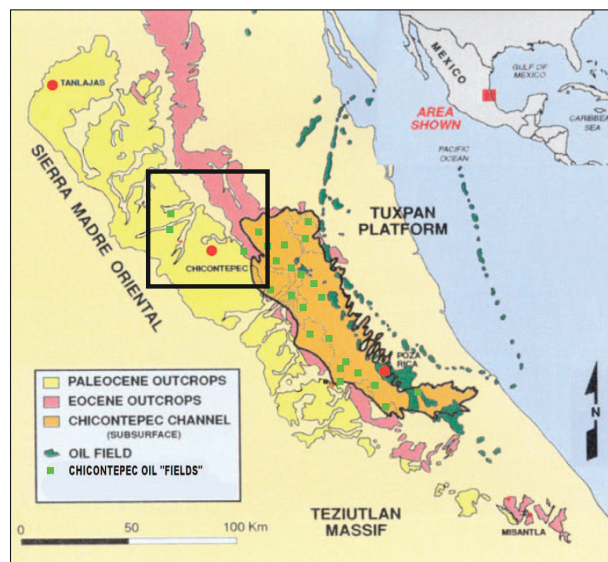 MEXICO
GULF OF
MEXICO
AREA
SHOWN
CARIBBEAN
SEA
PACIFIC
OCEAN
TANLAJAS
SIERRA MADRE ORIENTAL
TUXPAN
PLATFORM
CHICONTEPEC
POZA
RICA
PALEOCENE OUTCROPS
EOCENE OUTCROPS
CHICONTEPEC CHANNEL
(SUBSURFACE)
OIL FIELD
CHICONTEPEC OIL "FIELDS"
N
0 50 100 Km
TEZIUTLAN
MASSIF
MISANTLA